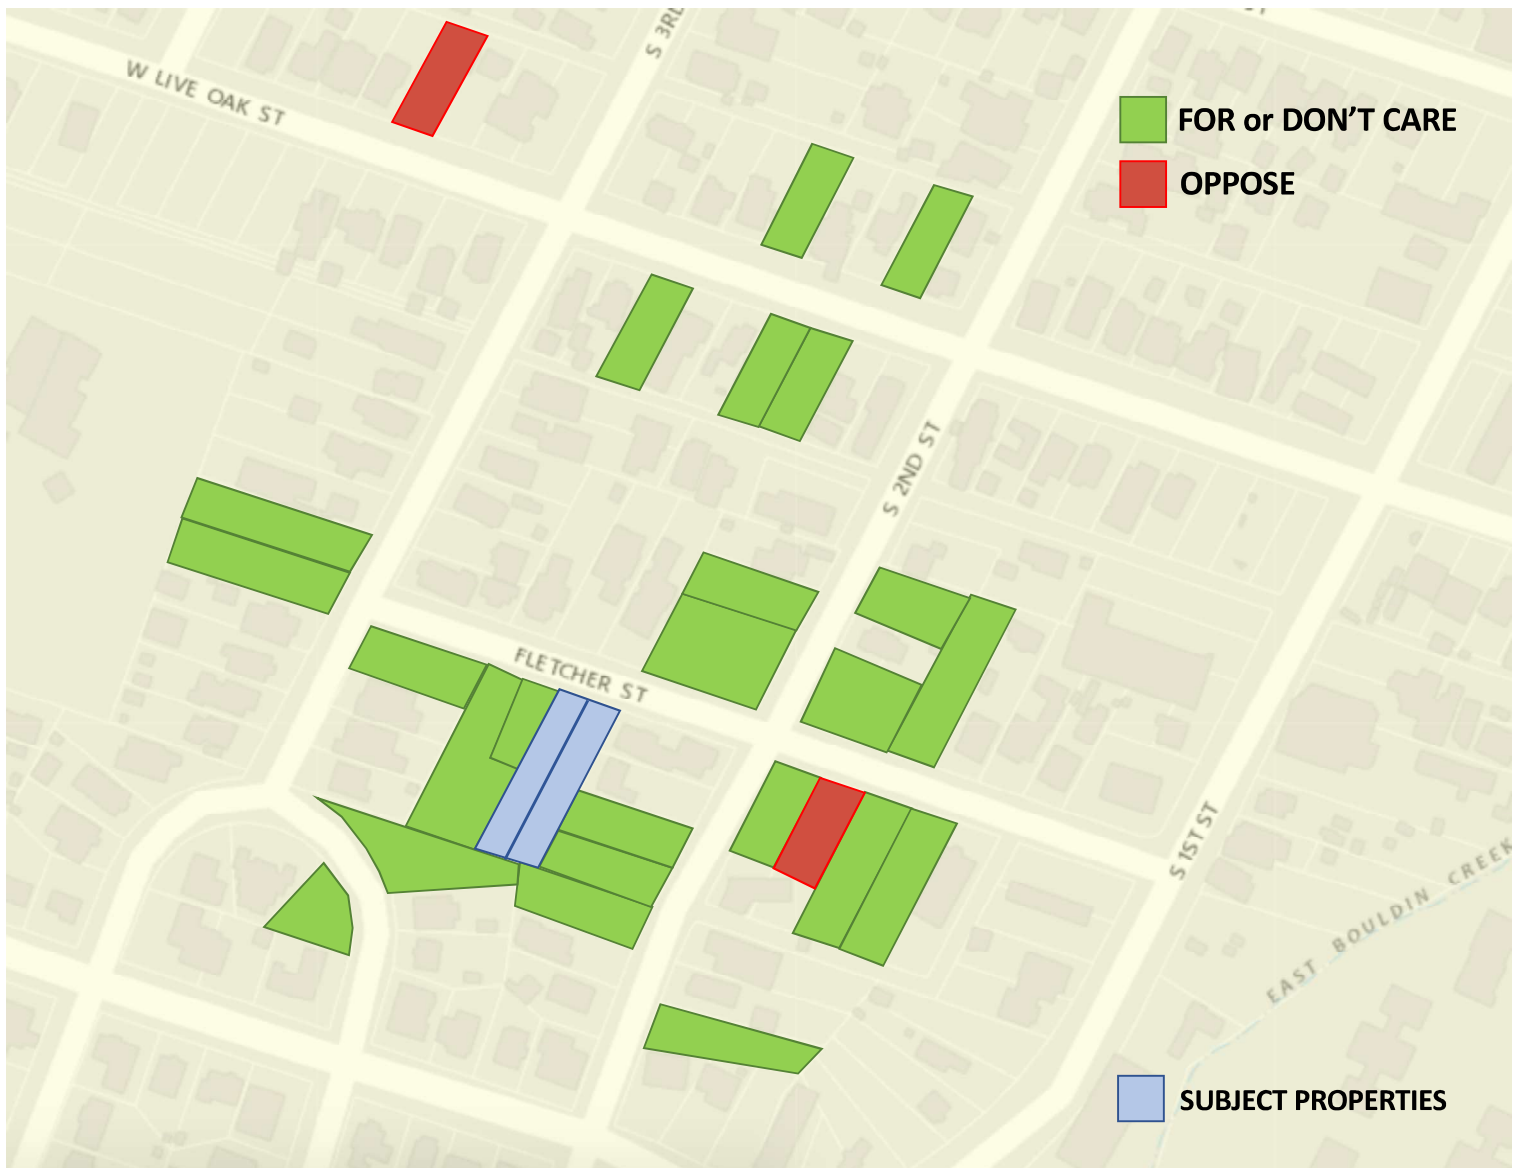 S 3RD
W LIVE OAK ST
FOR or DON'T CARE
OPPOSE
S 2ND ST
FLETCHER ST
S 1ST ST
EAST BOULDIN CREEK
SUBJECT PROPERTIES